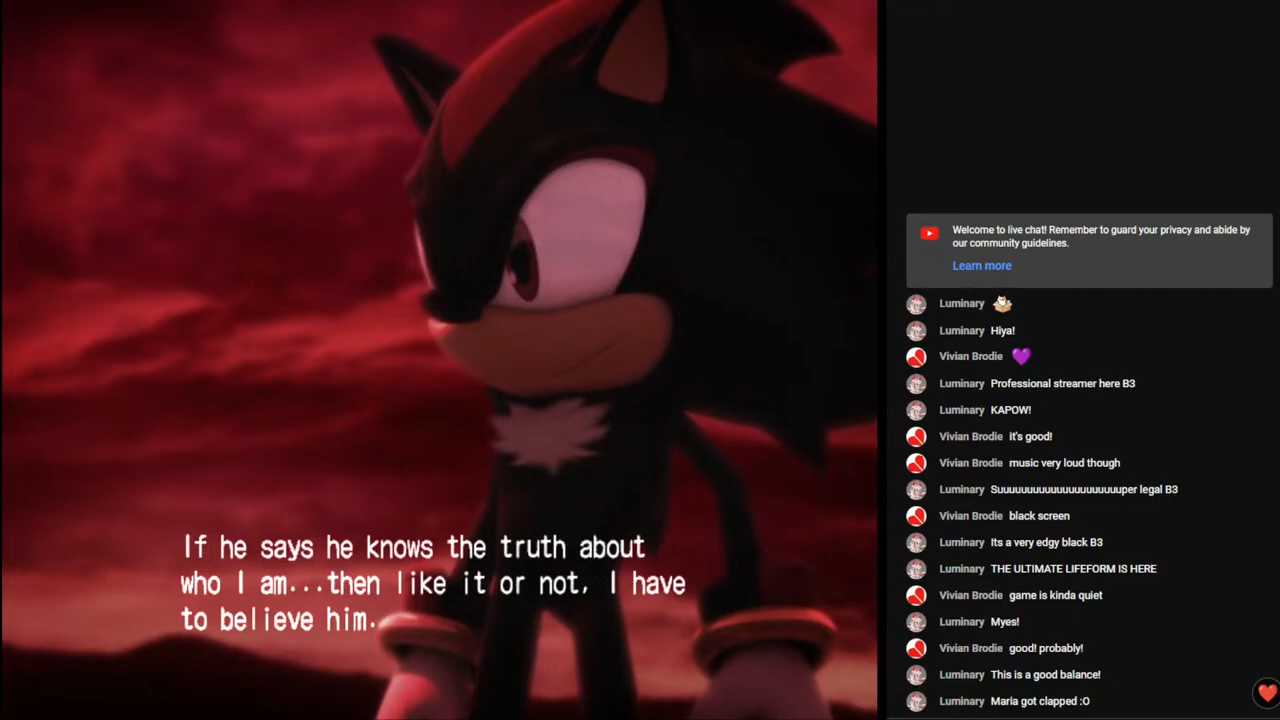 If he says he knows the truth about
who I am...then like it or not, I have
to believe him.
Welcome to live chat! Remember to guard your privacy and abide by
our community guidelines.
Learn more
Luminary
Luminary Hiya!
Vivian Brodie 💜
Luminary Professional streamer here B3
Luminary KAPOW!
Vivian Brodie it's good!
Vivian Brodie music very loud though
Luminary Suuuuuuuuuuuuuuuuuuuuper legal B3
Vivian Brodie black screen
Luminary Its a very edgy black B3
Luminary THE ULTIMATE LIFEFORM IS HERE
Vivian Brodie game is kinda quiet
Luminary Myes!
Vivian Brodie good! probably!
Luminary This is a good balance!
Luminary Maria got clapped :O